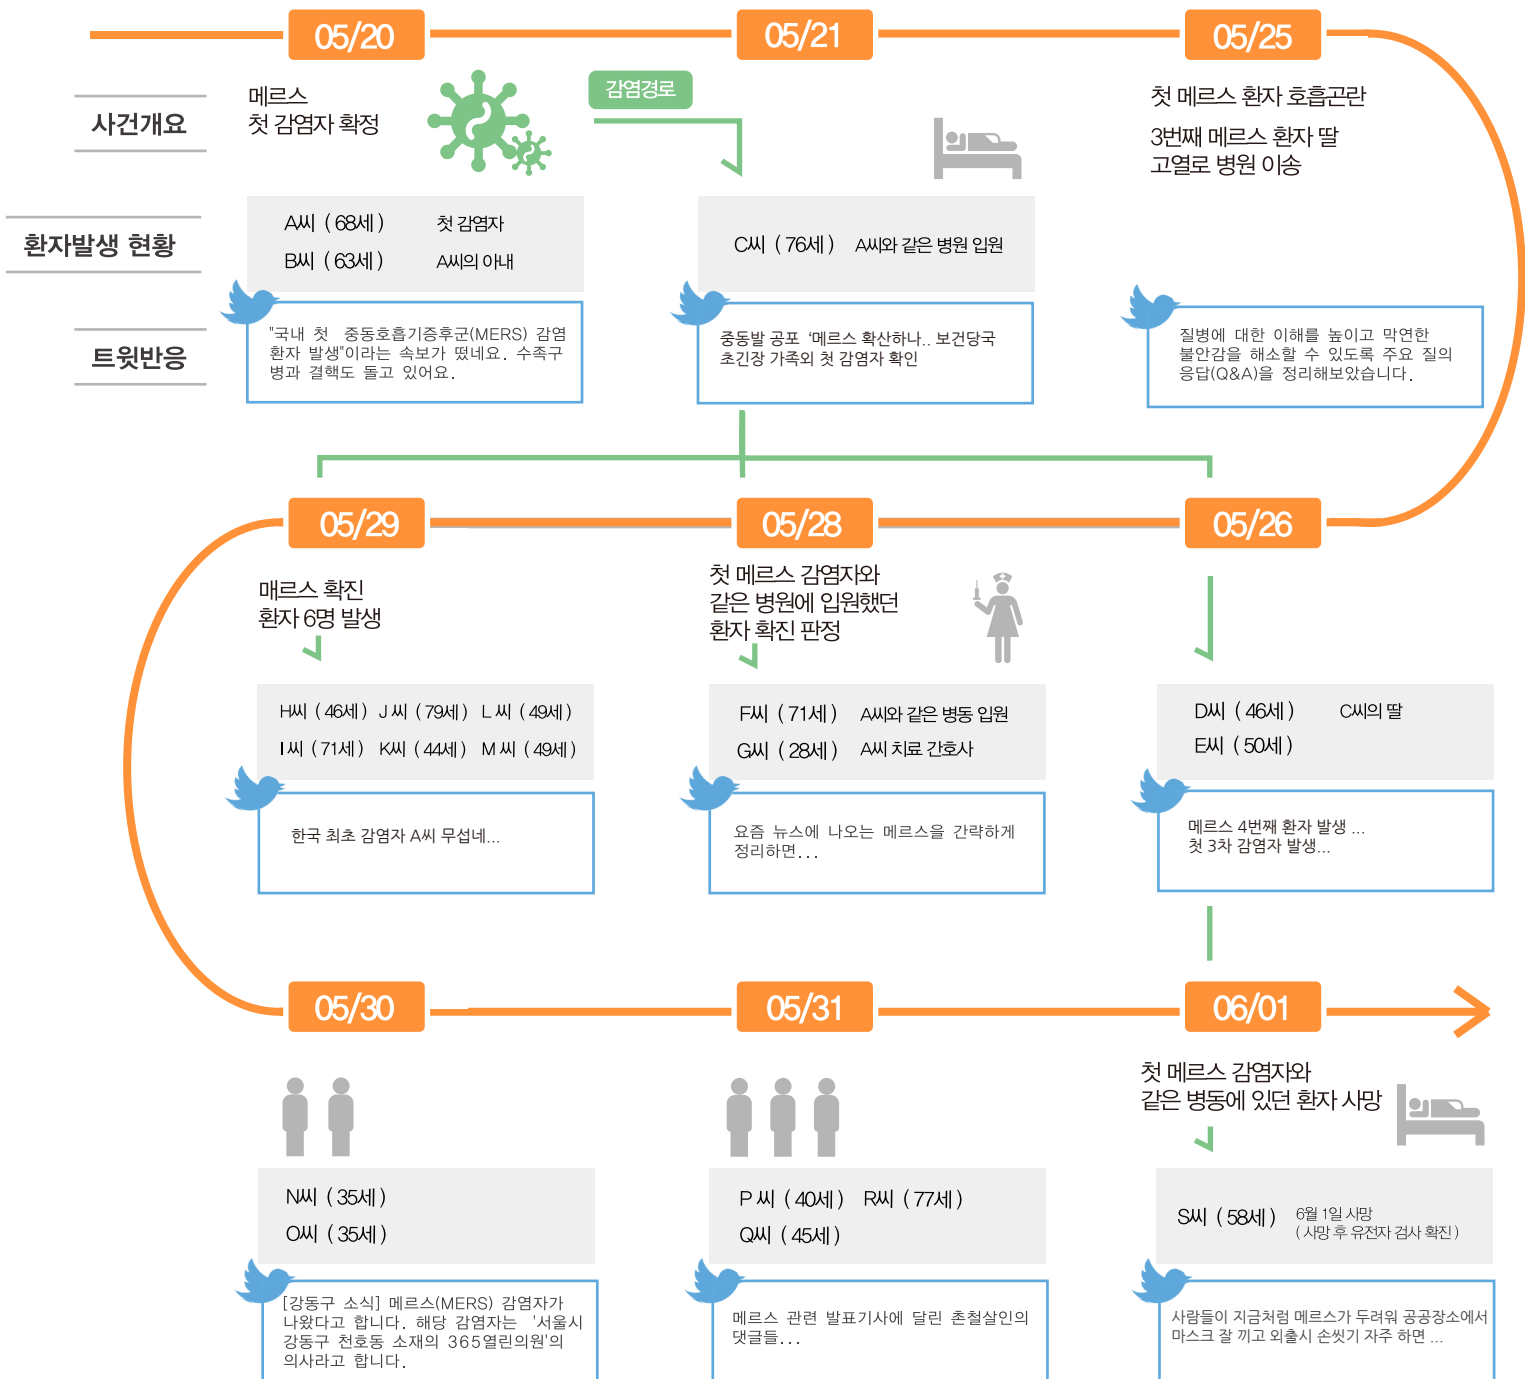 05/20
05/21
05/25
사건개요
메르스
첫 감염자 확정
감염경로
첫 메르스 환자 호흡곤란
3번째 메르스 환자 딸
고열로 병원 이송
환자발생 현황
A씨 ( 68세 ) 첫 감염자
B씨 ( 63세 ) A씨의 아내
C씨 ( 76세 ) A씨와 같은 병원 입원
트윗반응
"국내 첫 중동호흡기증후군(MERS) 감염
환자 발생"이라는 속보가 떴네요. 수족구
병과 결핵도 돌고 있어요.
중동발 공포 ‘메르스 확산하나.. 보건당국
초긴장 가족외 첫 감염자 확인
질병에 대한 이해를 높이고 막연한
불안감을 해소할 수 있도록 주요 질의
응답(Q&A)을 정리해보았습니다.
05/29
05/28
05/26
매르스 확진
환자 6명 발생
첫 메르스 감염자와
같은 병원에 입원했던
환자 확진 판정
H씨 ( 46세 ) J 씨 ( 79세 ) L 씨 ( 49세 )
I 씨 ( 71세 ) K씨 ( 44세 ) M 씨 ( 49세 )
F씨 ( 71세 ) A씨와 같은 병동 입원
G씨 ( 28세 ) A씨 치료 간호사
D씨 ( 46세 ) C씨의 딸
E씨 ( 50세 )
한국 최초 감염자 A씨 무섭네...
요즘 뉴스에 나오는 메르스을 간략하게
정리하면...
메르스 4번째 환자 발생 ...
첫 3차 감염자 발생...
05/30
05/31
06/01
첫 메르스 감염자와
같은 병동에 있던 환자 사망
N씨 ( 35세 )
O씨 ( 35세 )
P 씨 ( 40세 ) R씨 ( 77세 )
Q씨 ( 45세 )
S씨 ( 58세 ) 6월 1일 사망
( 사망 후 유전자 검사 확진 )
[강동구 소식] 메르스(MERS) 감염자가
나왔다고 합니다. 해당 감염자는 '서울시
강동구 천호동 소재의 365열린의원'의
의사라고 합니다.
메르스 관련 발표기사에 달린 촌철살인의
댓글들...
사람들이 지금처럼 메르스가 두려워 공공장소에서
마스크 잘 끼고 외출시 손씻기 자주 하면 ...